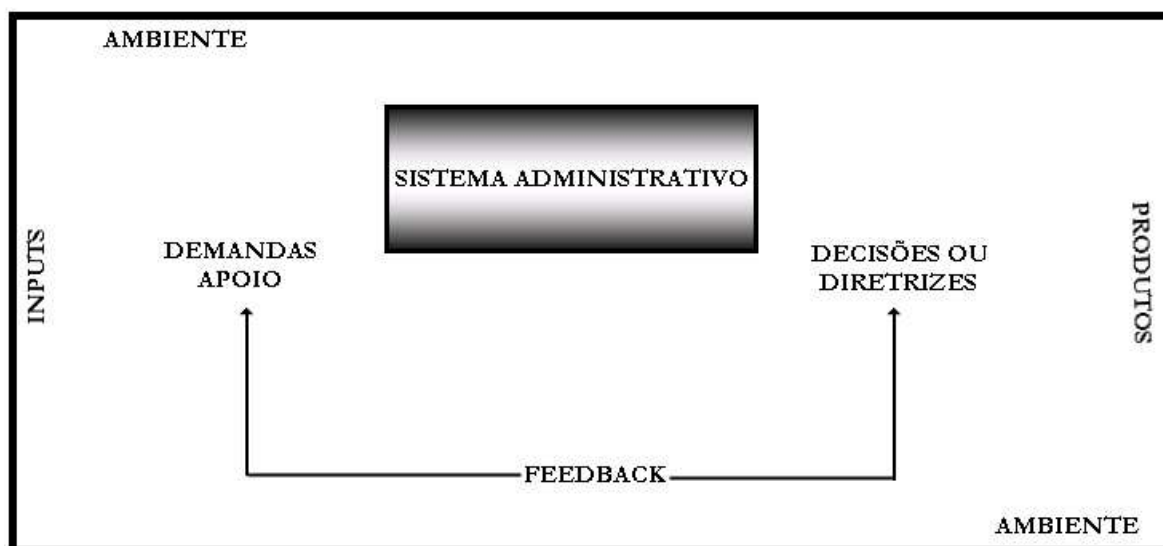 AMBIENTE
SISTEMA ADMINISTRATIVO
INPUTS
DEMANDAS
APOIO
DECISÕES OU
DIRETRIZES
PRODUTOS
FEEDBACK
AMBIENTE